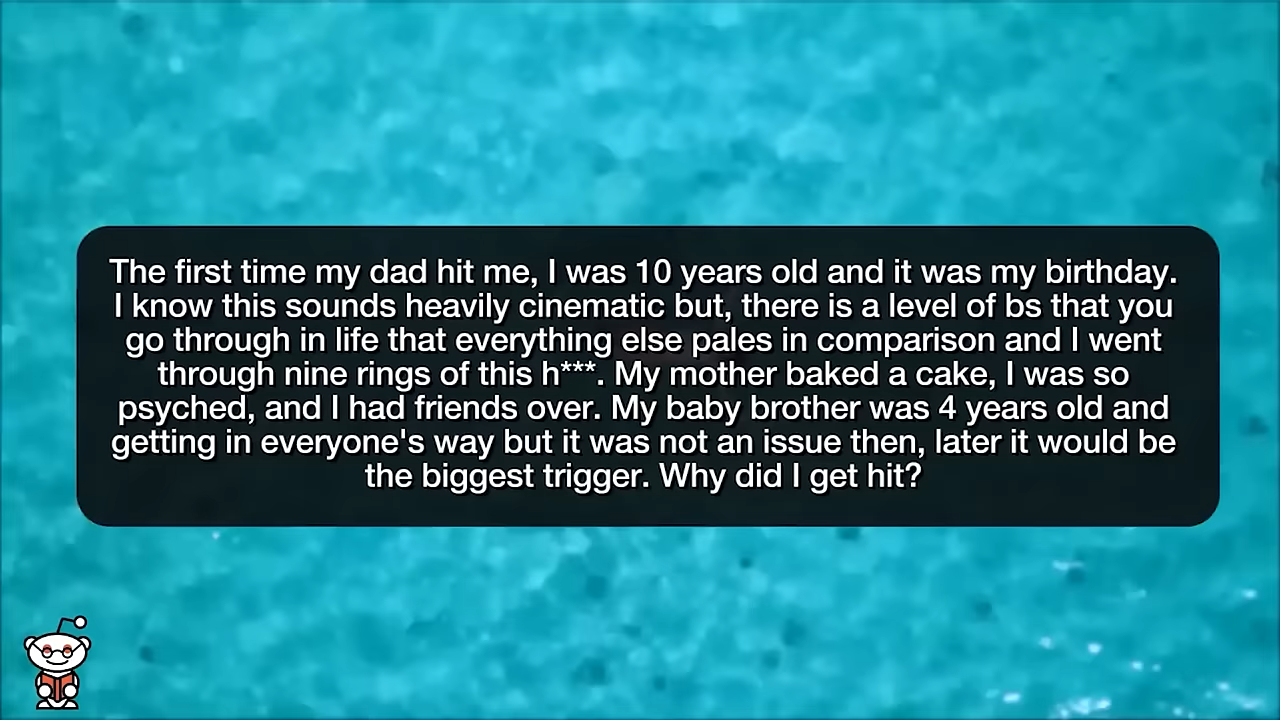 The first time my dad hit me, I was 10 years old and it was my birthday.
I know this sounds heavily cinematic but, there is a level of bs that you
go through in life that everything else pales in comparison and I went
through nine rings of this h***. My mother baked a cake, I was so
psyched, and I had friends over. My baby brother was 4 years old and
getting in everyone's way but it was not an issue then, later it would be
the biggest trigger. Why did I get hit?